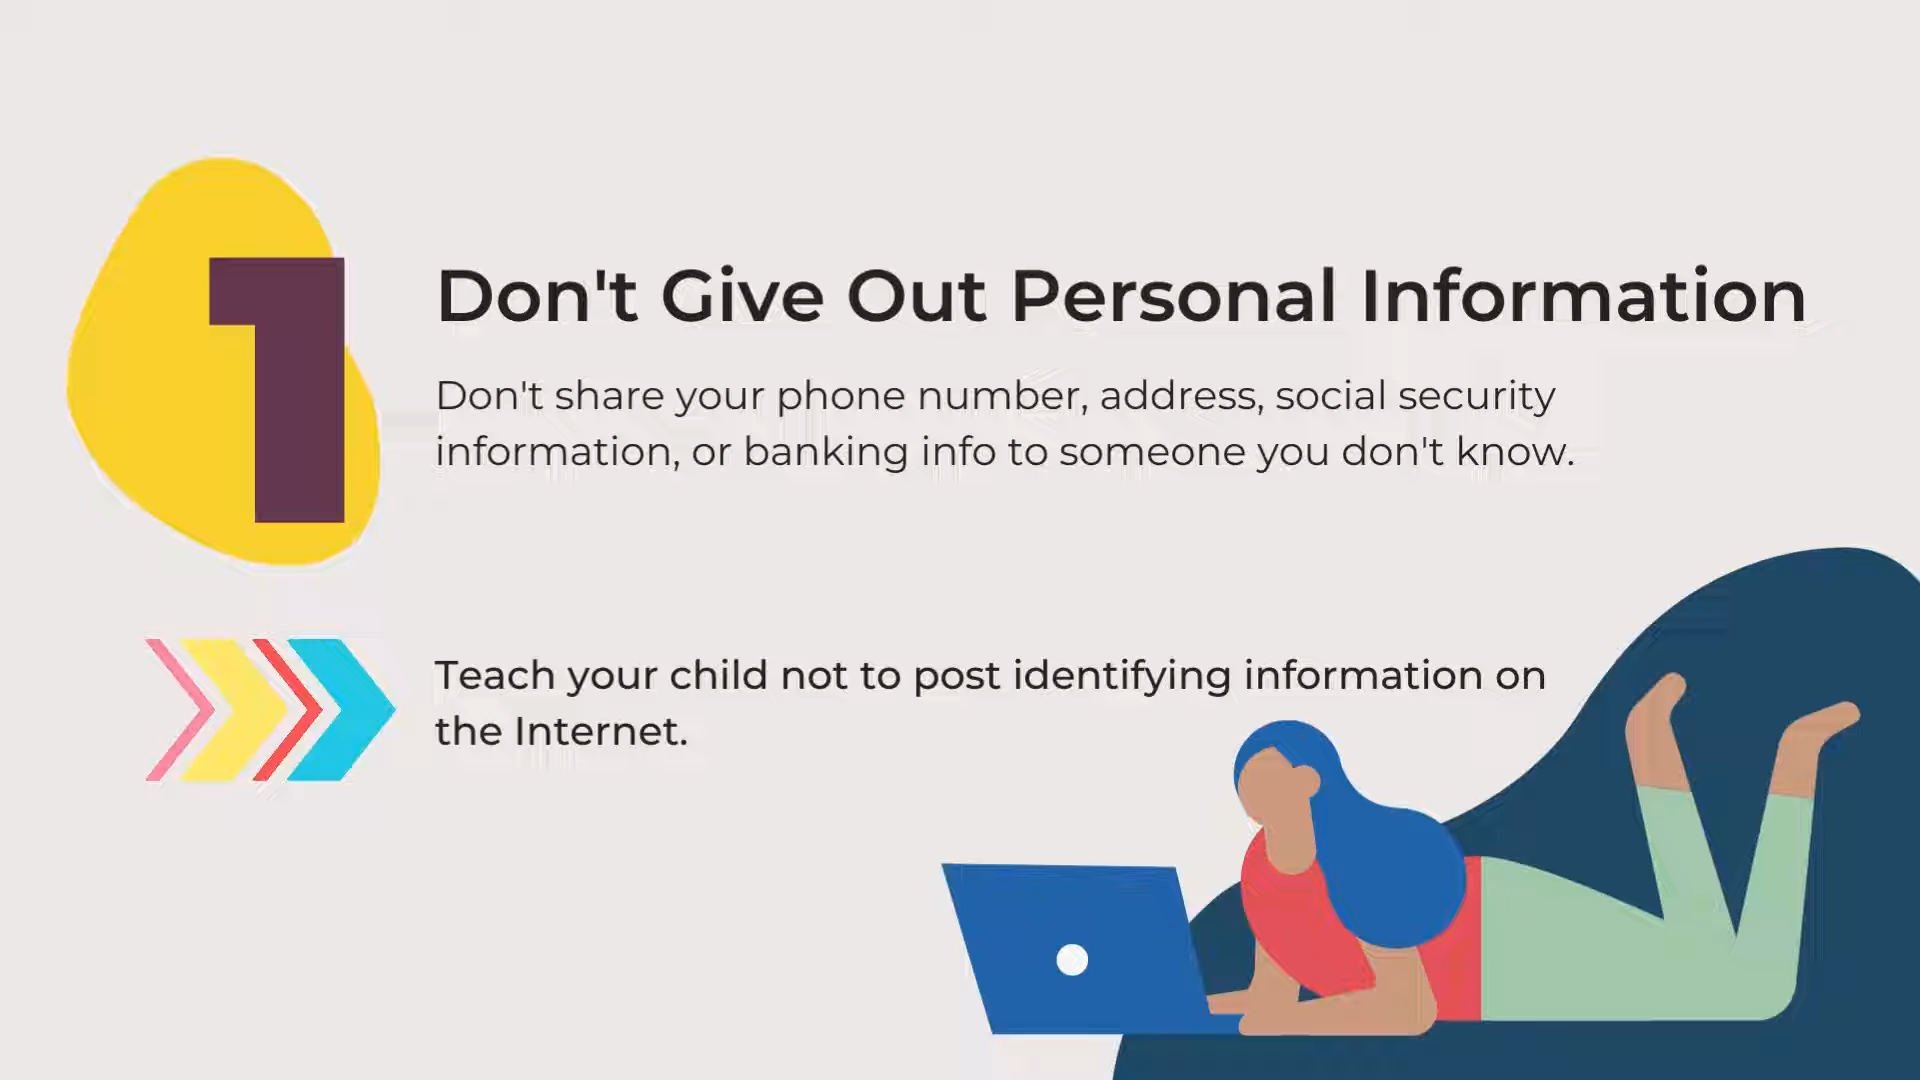 1
Don't Give Out Personal Information
Don't share your phone number, address, social security
information, or banking info to someone you don't know.
Teach your child not to post identifying information on
the Internet.